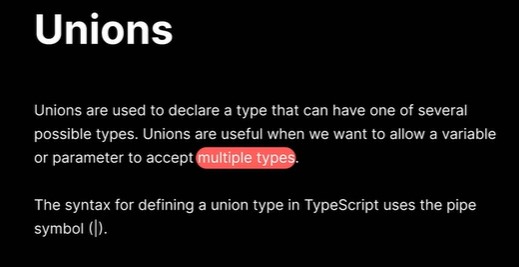 Unions
Unions are used to declare a type that can have one of several
possible types. Unions are useful when we want to allow a variable
or parameter to accept multiple types.
The syntax for defining a union type in TypeScript uses the pipe
symbol (|).